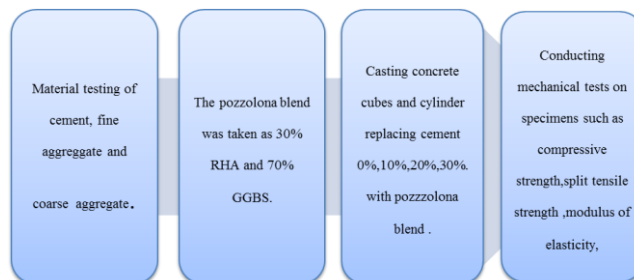 Material testing of
cement, fine
aggreggate and
coarse aggregate.
The pozzolona blend
was taken as 30%
RHA and 70%
GGBS.
Casting concrete
cubes and cylinder
replacing cement
0%,10%,20%,30%.
with pozzzolona
blend .
Conducting
mechanical tests on
specimens such as
compressive
strength,split tensile
strength ,modulus of
elasticity,